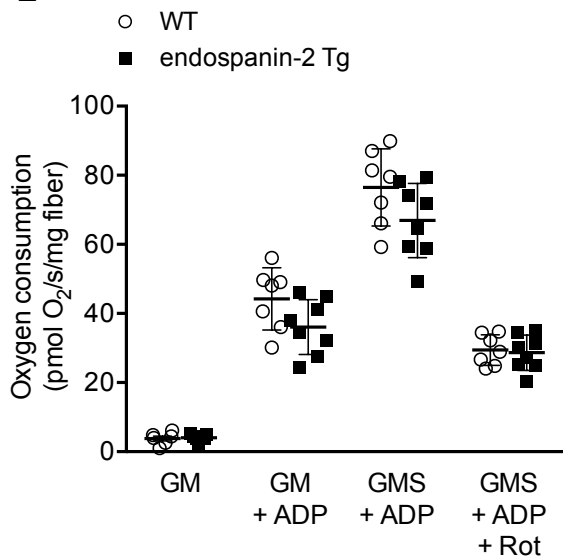 WT
endospanin-2 Tg
Oxygen consumption
(pmol O₂/s/mg fiber)
100
80
60
40
20
0
GM
GM
+ ADP
GMS
+ ADP
GMS
+ ADP
+ Rot